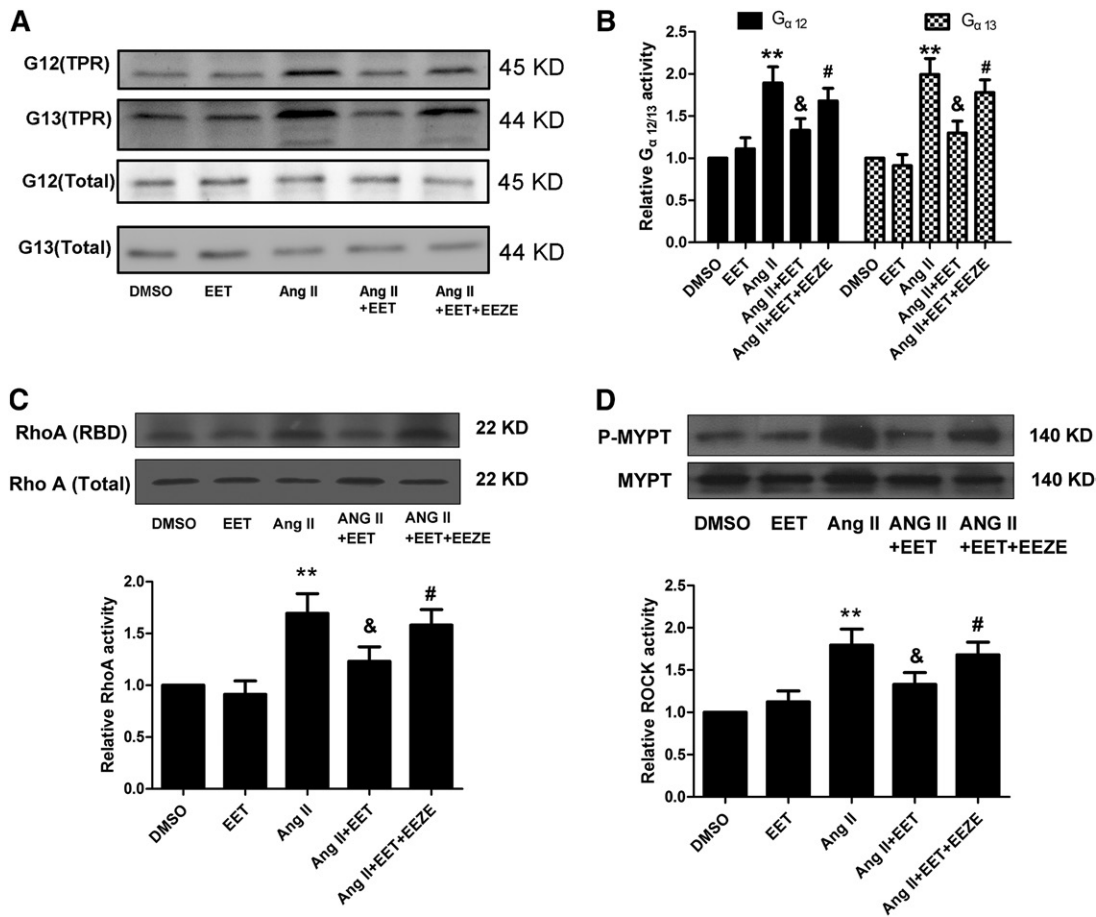 A
G12(TPR)
45 KD
G13(TPR)
44 KD
G12(Total)
45 KD
G13(Total)
44 KD
DMSO EET Ang II Ang II +EET Ang II +EET+EEZE
B
Gα 12 Gα 13
Relative Gα 12/13 activity
2.5
2.0
1.5
1.0
0.5
0.0
** & # ** & #
DMSO EET Ang II Ang II+EET Ang II+EET+EEZE DMSO EET Ang II Ang II+EET Ang II+EET+EEZE
C
RhoA (RBD)
22 KD
Rho A (Total)
22 KD
DMSO EET Ang II ANG II +EET ANG II +EET+EEZE
Relative RhoA activity
2.0
1.5
1.0
0.5
0.0
** & #
DMSO EET Ang II Ang II+EET Ang II+EET+EEZE
D
P-MYPT
140 KD
MYPT
140 KD
DMSO EET Ang II ANG II +EET ANG II +EET+EEZE
Relative ROCK activity
2.5
2.0
1.5
1.0
0.5
0.0
** & #
DMSO EET Ang II Ang II+EET Ang II+EET+EEZE